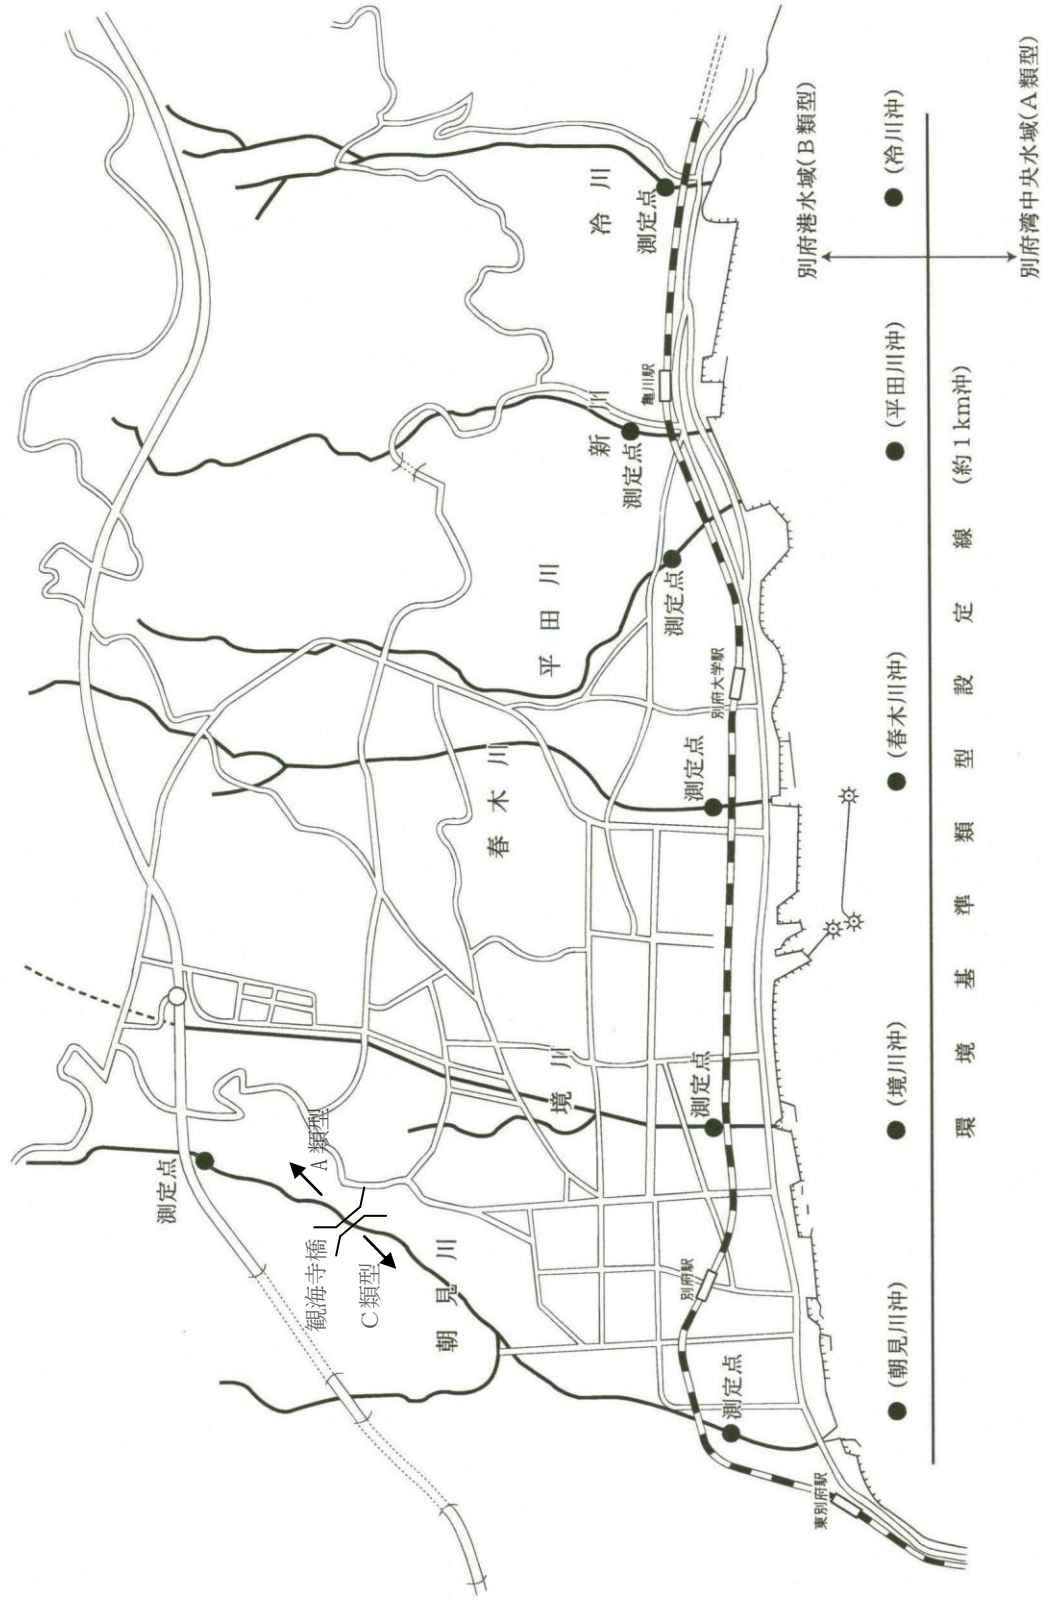 別府港水域(B類型)
別府湾中央水域(A類型)
(冷川沖)
(平田川沖)
(春木川沖)
(境川沖)
(朝見川沖)
環境基準類型設定線(約1km沖)
冷川
測定点
新川
測定点
亀川駅
平田川
測定点
別府大学駅
春木川
測定点
境川
測定点
測定点
A類型
観海寺橋
C類型
朝見川
別府駅
測定点
東別府駅